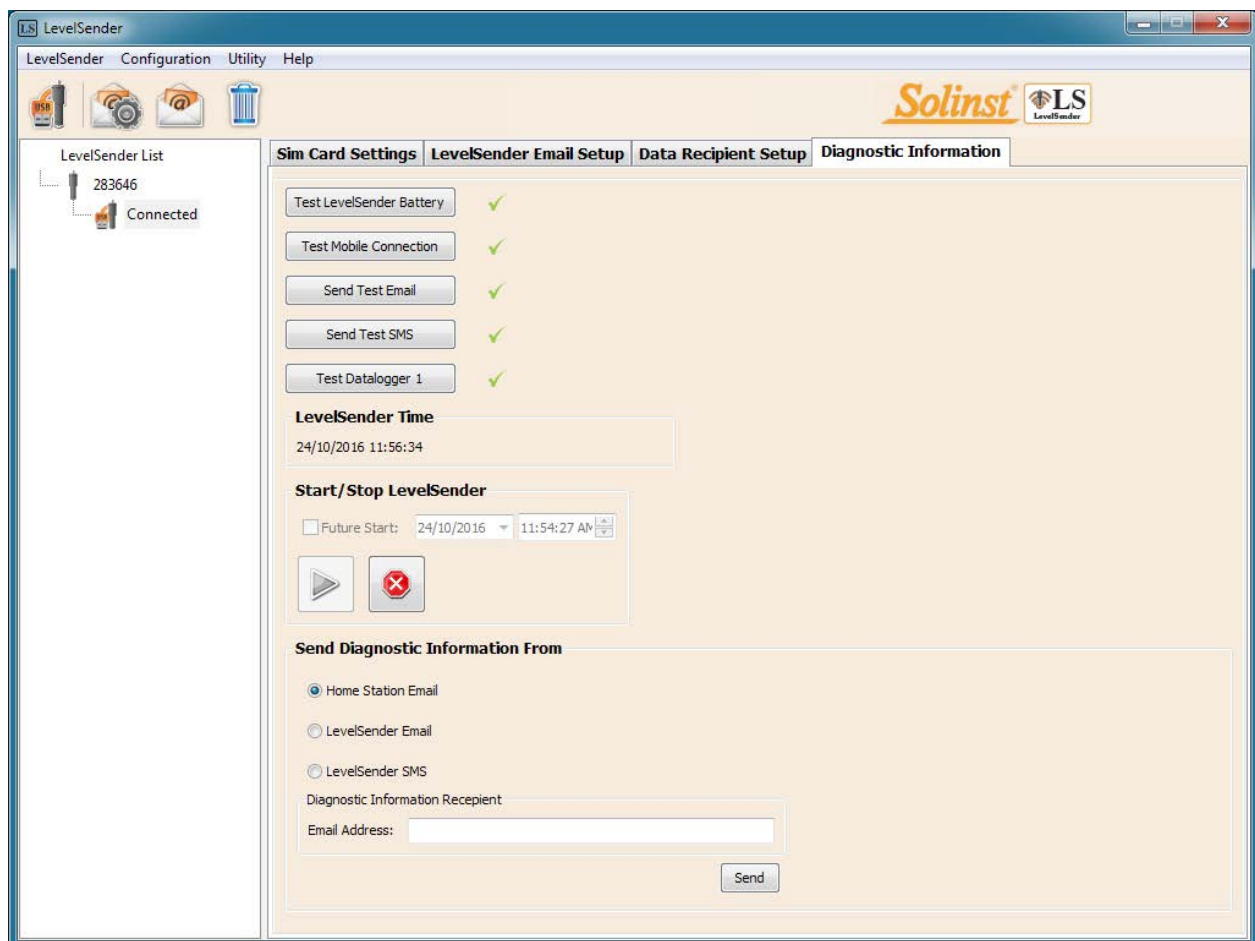 LS LevelSender
LevelSender Configuration Utility Help
USB @ Solinst LS
LevelSender
LevelSender List
Sim Card Settings LevelSender Email Setup Data Recipient Setup Diagnostic Information
283646
Connected
Test LevelSender Battery
Test Mobile Connection
Send Test Email
Send Test SMS
Test Datalogger 1
LevelSender Time
24/10/2016 11:56:34
Start/Stop LevelSender
Future Start: 24/10/2016 11:54:27 AM
Send Diagnostic Information From
Home Station Email
LevelSender Email
LevelSender SMS
Diagnostic Information Recepient
Email Address:
Send